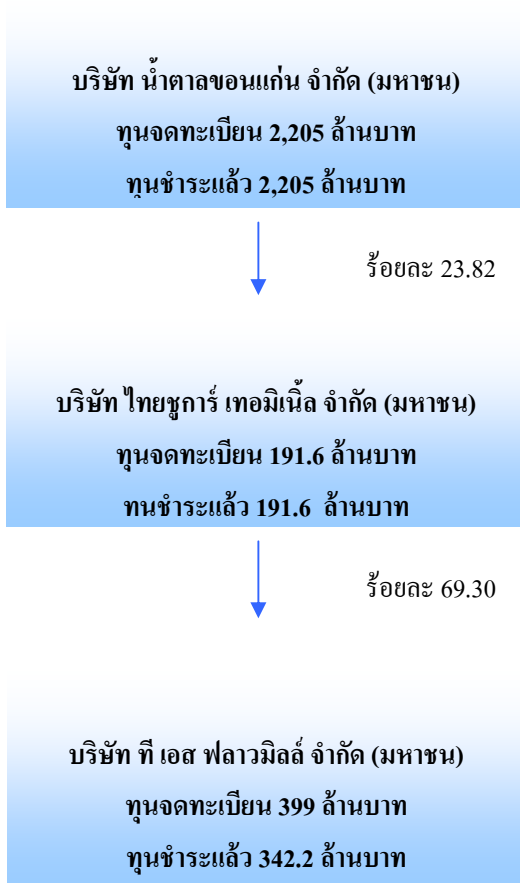 บริษัท น้ำตาลขอนแก่น จำกัด (มหาชน)
ทุนจดทะเบียน 2,205 ล้านบาท
ทุนชำระแล้ว 2,205 ล้านบาท
ร้อยละ 23.82
บริษัท ไทยชูการ์ เทอมิเนิ้ล จำกัด (มหาชน)
ทุนจดทะเบียน 191.6 ล้านบาท
ทนชำระแล้ว 191.6 ล้านบาท
ร้อยละ 69.30
บริษัท ที เอส ฟลาวมิลล์ จำกัด (มหาชน)
ทุนจดทะเบียน 399 ล้านบาท
ทุนชำระแล้ว 342.2 ล้านบาท